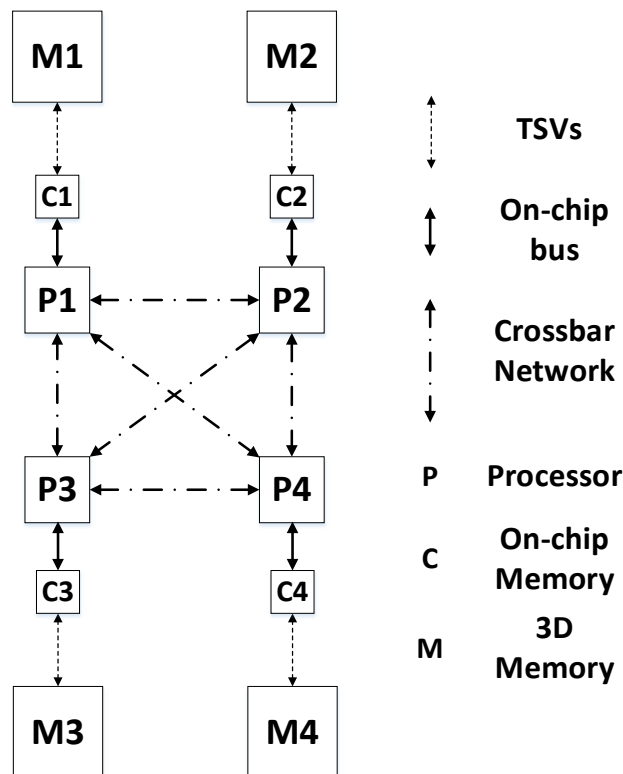 M1 M2
TSVs
C1 C2
On-chip
bus
P1 P2
Crossbar
Network
P3 P4
P Processor
On-chip
C
Memory
C3 C4
3D
M
Memory
M3 M4